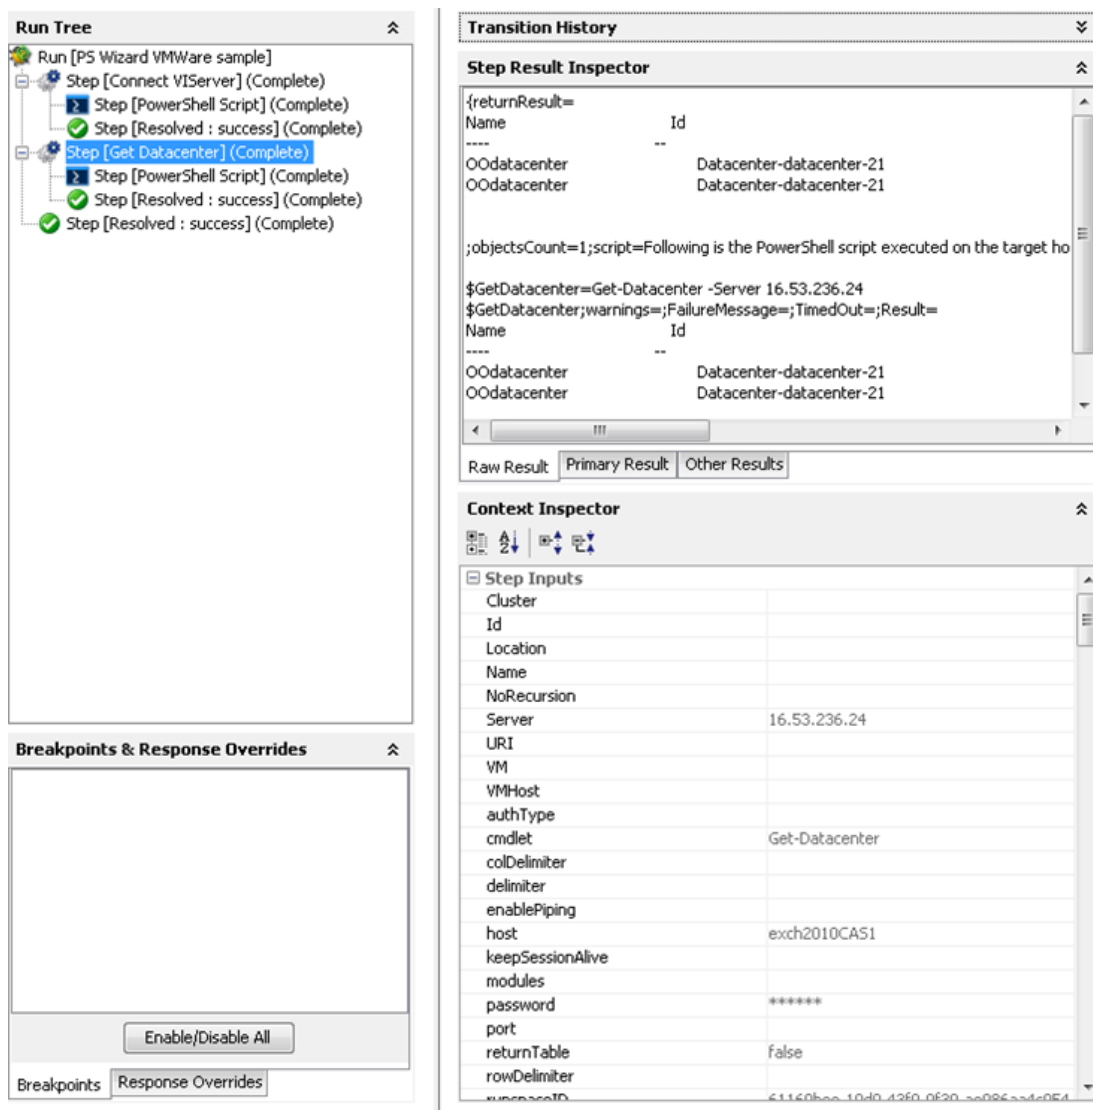 Run Tree
Run [PS Wizard VMWare sample]
Step [Connect VIServer] (Complete)
Step [PowerShell Script] (Complete)
Step [Resolved : success] (Complete)
Step [Get Datacenter] (Complete)
Step [PowerShell Script] (Complete)
Step [Resolved : success] (Complete)
Step [Resolved : success] (Complete)
Breakpoints & Response Overrides
Enable/Disable All
Breakpoints Response Overrides
Transition History
Step Result Inspector
{returnResult=
Name Id
---- --
OOdatacenter Datacenter-datacenter-21
OOdatacenter Datacenter-datacenter-21
;objectsCount=1;script=Following is the PowerShell script executed on the target ho
$GetDatacenter=Get-Datacenter -Server 16.53.236.24
$GetDatacenter;warnings=;FailureMessage=;TimedOut=;Result=
Name Id
---- --
OOdatacenter Datacenter-datacenter-21
OOdatacenter Datacenter-datacenter-21
Raw Result Primary Result Other Results
Context Inspector
Step Inputs
Cluster
Id
Location
Name
NoRecursion
Server 16.53.236.24
URI
VM
VMHost
authType
cmdlet Get-Datacenter
colDelimiter
delimiter
enablePiping
host exch2010CAS1
keepSessionAlive
modules
password ******
port
returnTable false
rowDelimiter
runspaceID